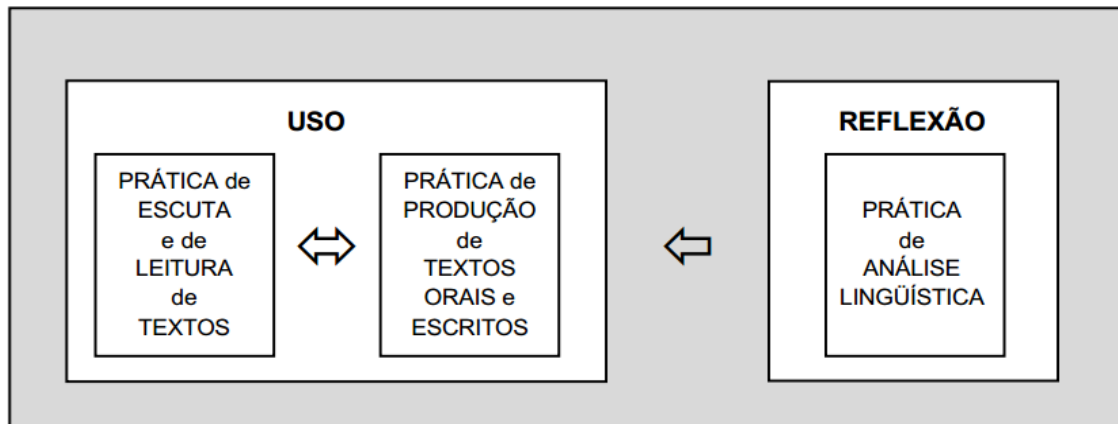 USO
PRÁTICA de
ESCUTA
e de
LEITURA
de
TEXTOS
PRÁTICA de
PRODUÇÃO
de
TEXTOS
ORAIS e
ESCRITOS
REFLEXÃO
PRÁTICA
de
ANÁLISE
LINGÜÍSTICA